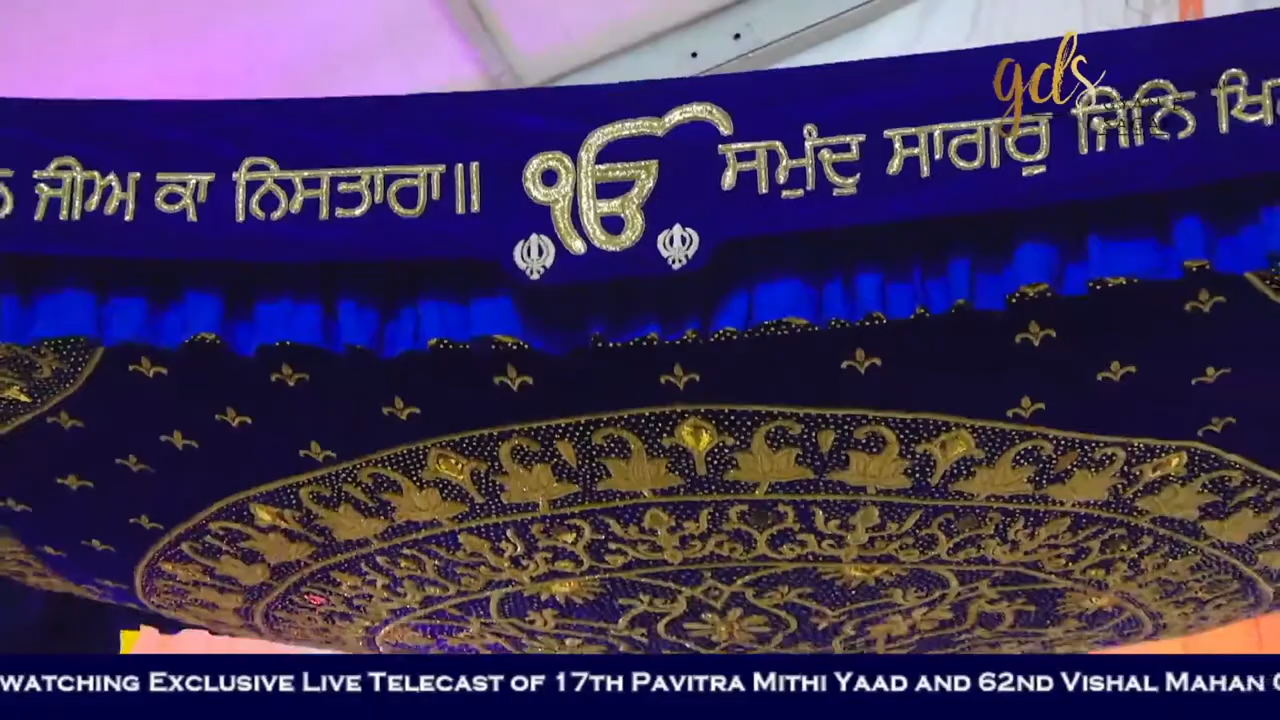 ਜੀਅ ਕਾ ਨਿਸਤਾਰਾ॥ ੴ ਸਮੁੰਦੁ ਸਾਗਰੁ ਜਿਨਿ
gds
WATCHING EXCLUSIVE LIVE TELECAST OF 17TH PAVITRA MITHI YAAD AND 62ND VISHAL MAHAN